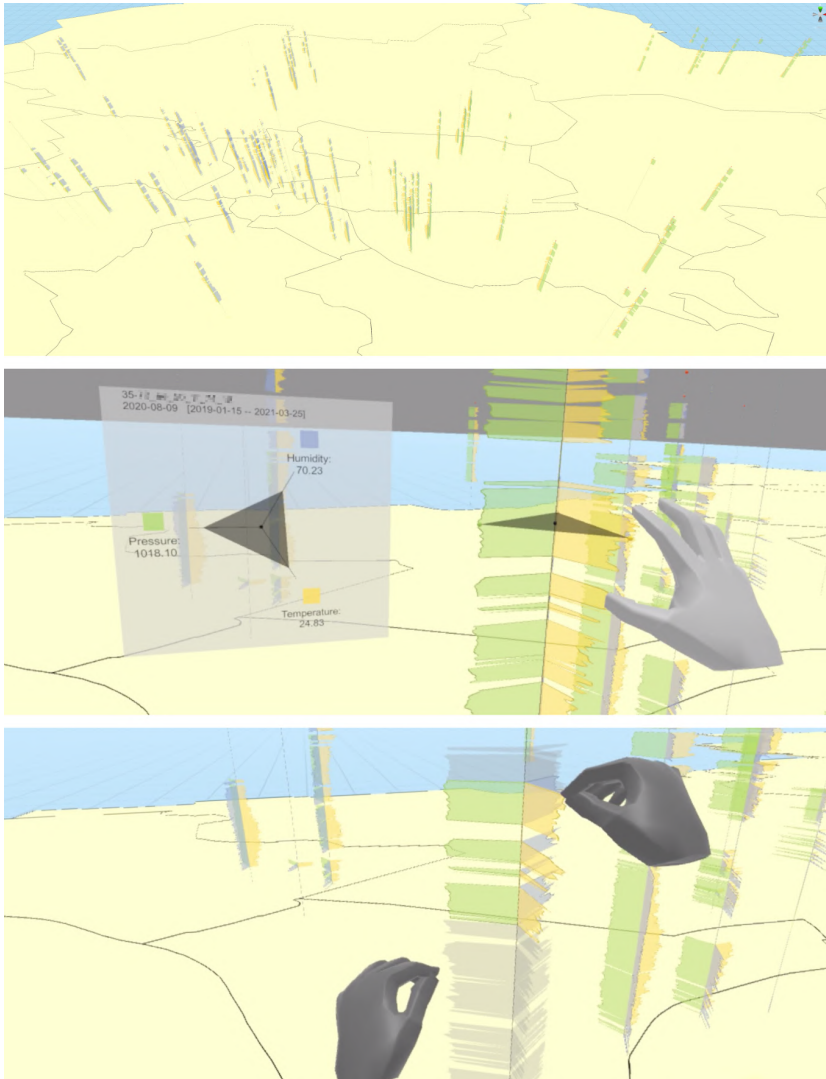 2020-08-09 [2019-01-15 -- 2021-03-25]
Humidity:
70.23
Pressure:
1018.10
Temperature:
24.83